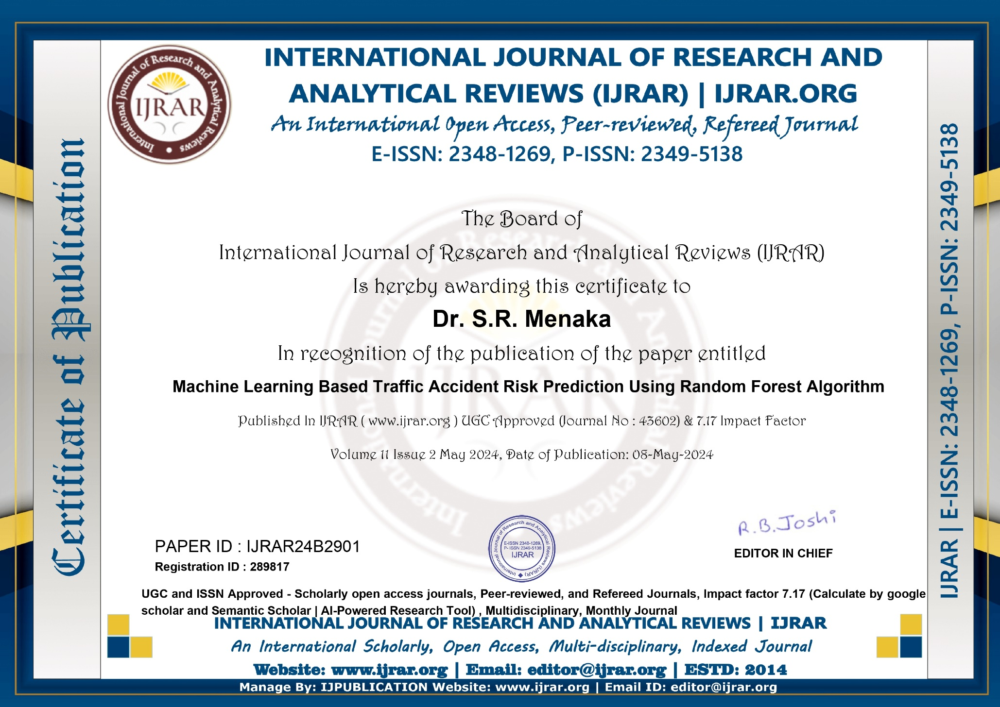 INTERNATIONAL JOURNAL OF RESEARCH AND
ANALYTICAL REVIEWS (IJRAR) | IJRAR.ORG
An International Open Access, Peer-reviewed, Refereed Journal
E-ISSN: 2348-1269, P-ISSN: 2349-5138
International Journal of Research and Analytical Reviews
IJRAR
Certificate of Publication
The Board of
International Journal of Research and Analytical Reviews (IJRAR)
Is hereby awarding this certificate to
Dr. S.R. Menaka
In recognition of the publication of the paper entitled
Machine Learning Based Traffic Accident Risk Prediction Using Random Forest Algorithm
Published In IJRAR ( www.ijrar.org ) UGC Approved (Journal No : 43602) & 7.17 Impact Factor
Volume 11 Issue 2 May 2024, Date of Publication: 08-May-2024
International Journal of Research and Analytical Reviews
IJRAR
PAPER ID : IJRAR24B2901
Registration ID : 289817
International Journal of Research and Analytical Reviews (IJRAR)
E-ISSN 2348-1269,
P- ISSN 2349-5138
IJRAR
R.B.Joshi
EDITOR IN CHIEF
UGC and ISSN Approved - Scholarly open access journals, Peer-reviewed, and Refereed Journals, Impact factor 7.17 (Calculate by google
scholar and Semantic Scholar | AI-Powered Research Tool) , Multidisciplinary, Monthly Journal
INTERNATIONAL JOURNAL OF RESEARCH AND ANALYTICAL REVIEWS | IJRAR
An International Scholarly, Open Access, Multi-disciplinary, Indexed Journal
Website: www.ijrar.org | Email: editor@ijrar.org | ESTD: 2014
Manage By: IJPUBLICATION Website: www.ijrar.org | Email ID: editor@ijrar.org
IJRAR | E-ISSN: 2348-1269, P-ISSN: 2349-5138